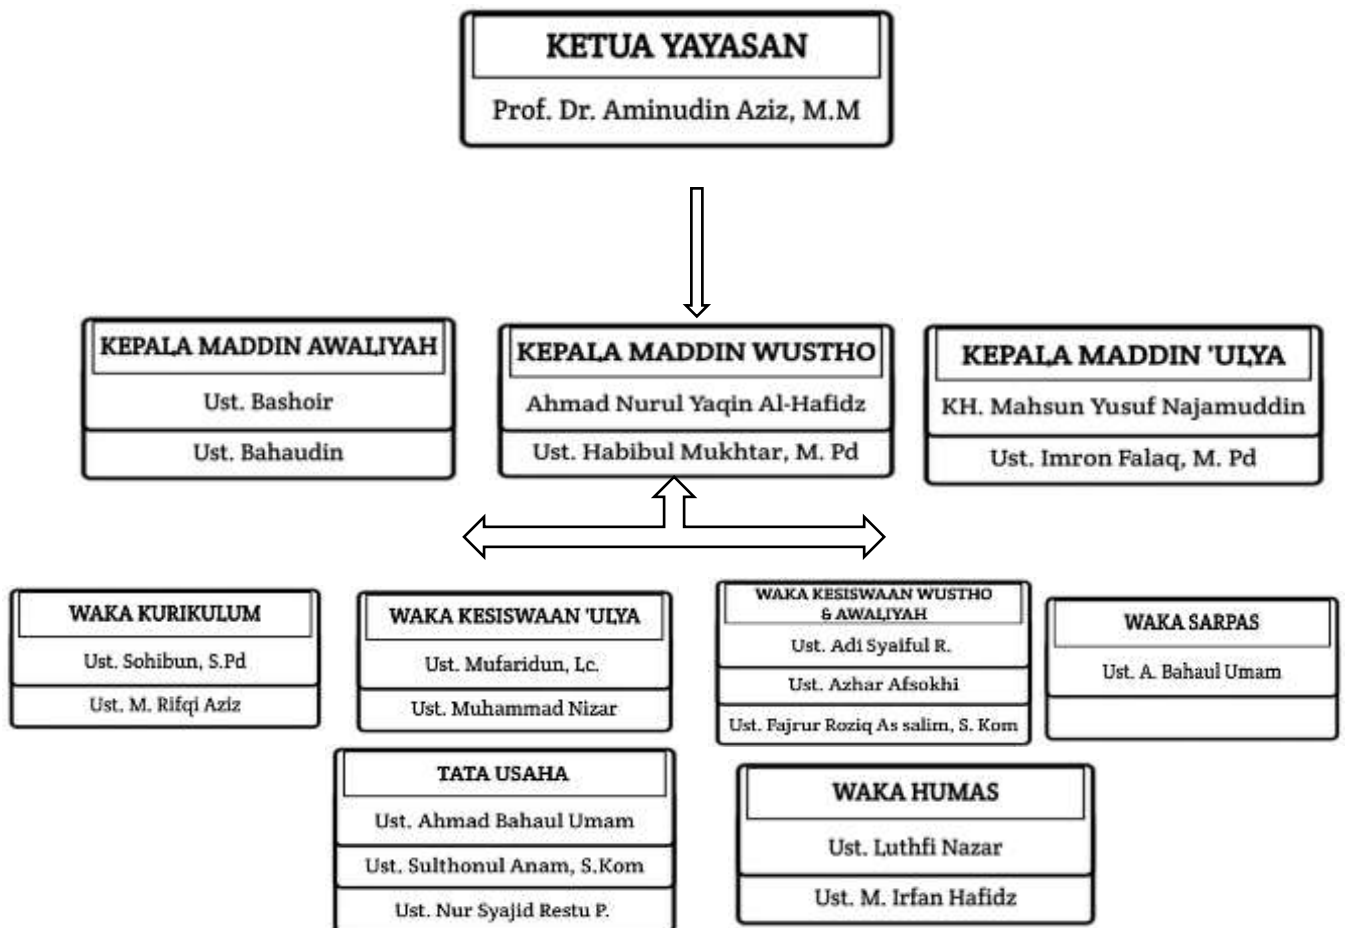 KETUA YAYASAN
Prof. Dr. Aminudin Aziz, M.M
KEPALA MADDIN AWALIYAH
Ust. Bashoir
Ust. Bahaudin
KEPALA MADDIN WUSTHO
Ahmad Nurul Yaqin Al-Hafidz
Ust. Habibul Mukhtar, M. Pd
KEPALA MADDIN 'ULYA
KH. Mahsun Yusuf Najamuddin
Ust. Imron Falaq, M. Pd
WAKA KURIKULUM
Ust. Sohibun, S.Pd
Ust. M. Rifqi Aziz
WAKA KESISWAAN 'ULYA
Ust. Mufaridun, Lc.
Ust. Muhammad Nizar
WAKA KESISWAAN WUSTHO
& AWALIYAH
Ust. Adi Syaiful R.
Ust. Azhar Afsokhi
Ust. Fajrur Roziq As salim, S. Kom
WAKA SARPAS
Ust. A. Bahaul Umam
TATA USAHA
Ust. Ahmad Bahaul Umam
Ust. Sulthonul Anam, S.Kom
Ust. Nur Syajid Restu P.
WAKA HUMAS
Ust. Luthfi Nazar
Ust. M. Irfan Hafidz